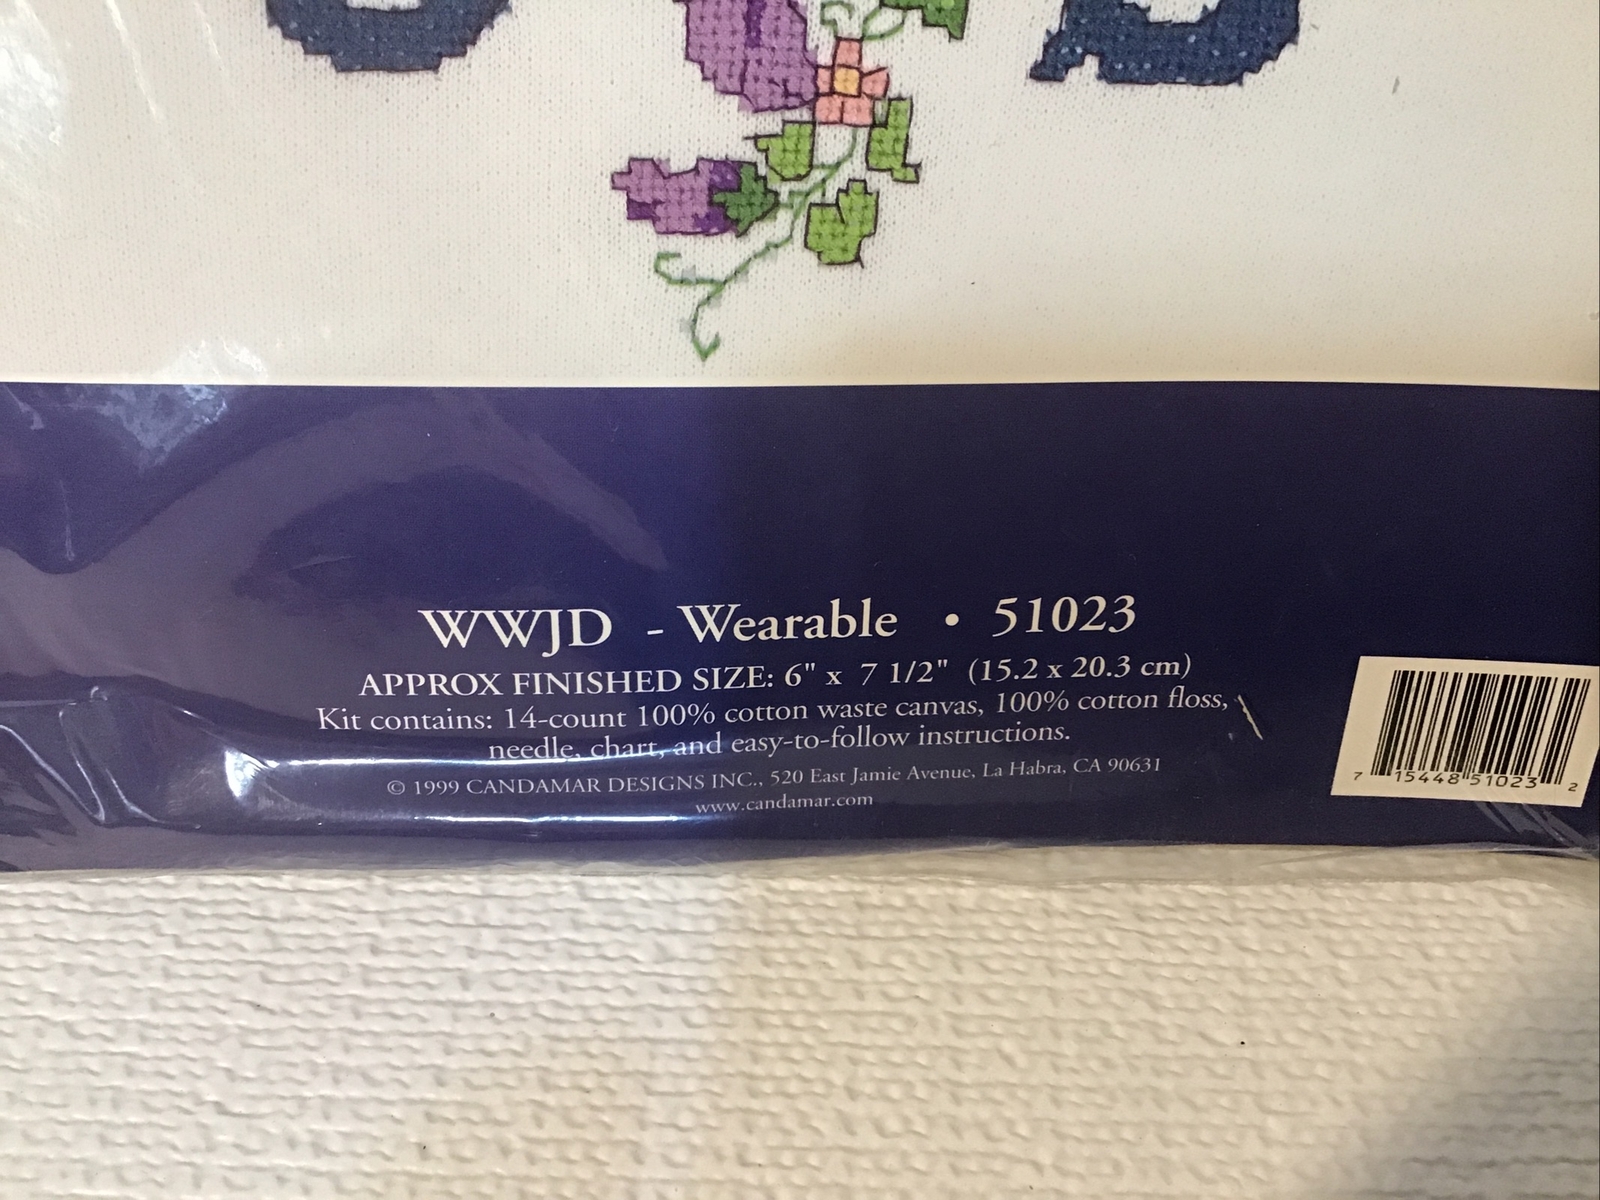 WWJD - Wearable • 51023
APPROX FINISHED SIZE: 6" x 7 1/2" (15.2 x 20.3 cm)
Kit contains: 14-count 100% cotton waste canvas, 100% cotton floss,
needle, chart, and easy-to-follow instructions.
© 1999 CANDAMAR DESIGNS INC., 520 East Jamie Avenue, La Habra, CA 90631
www.candamar.com
7 15448 51023 2